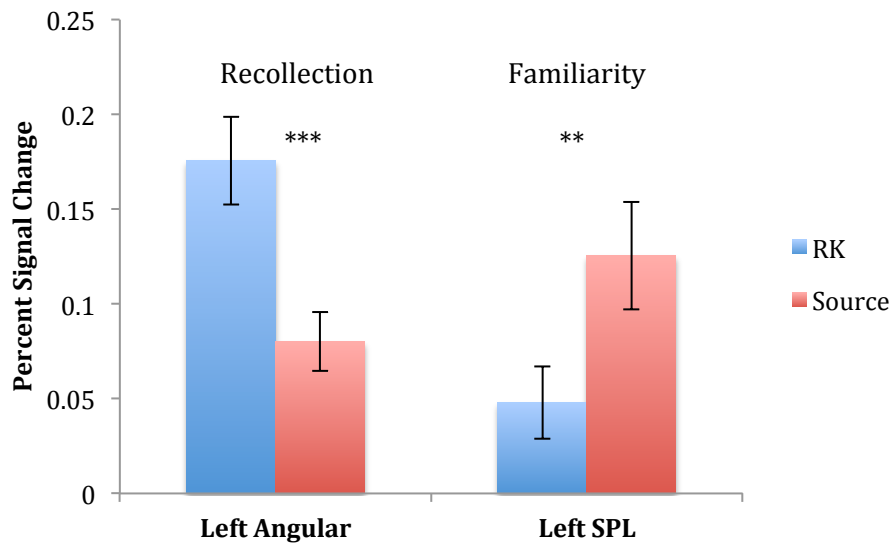 0.25
Recollection
Familiarity
0.2
***
**
0.15
0.1
0.05
0
Percent Signal Change
RK
Source
Left Angular
Left SPL